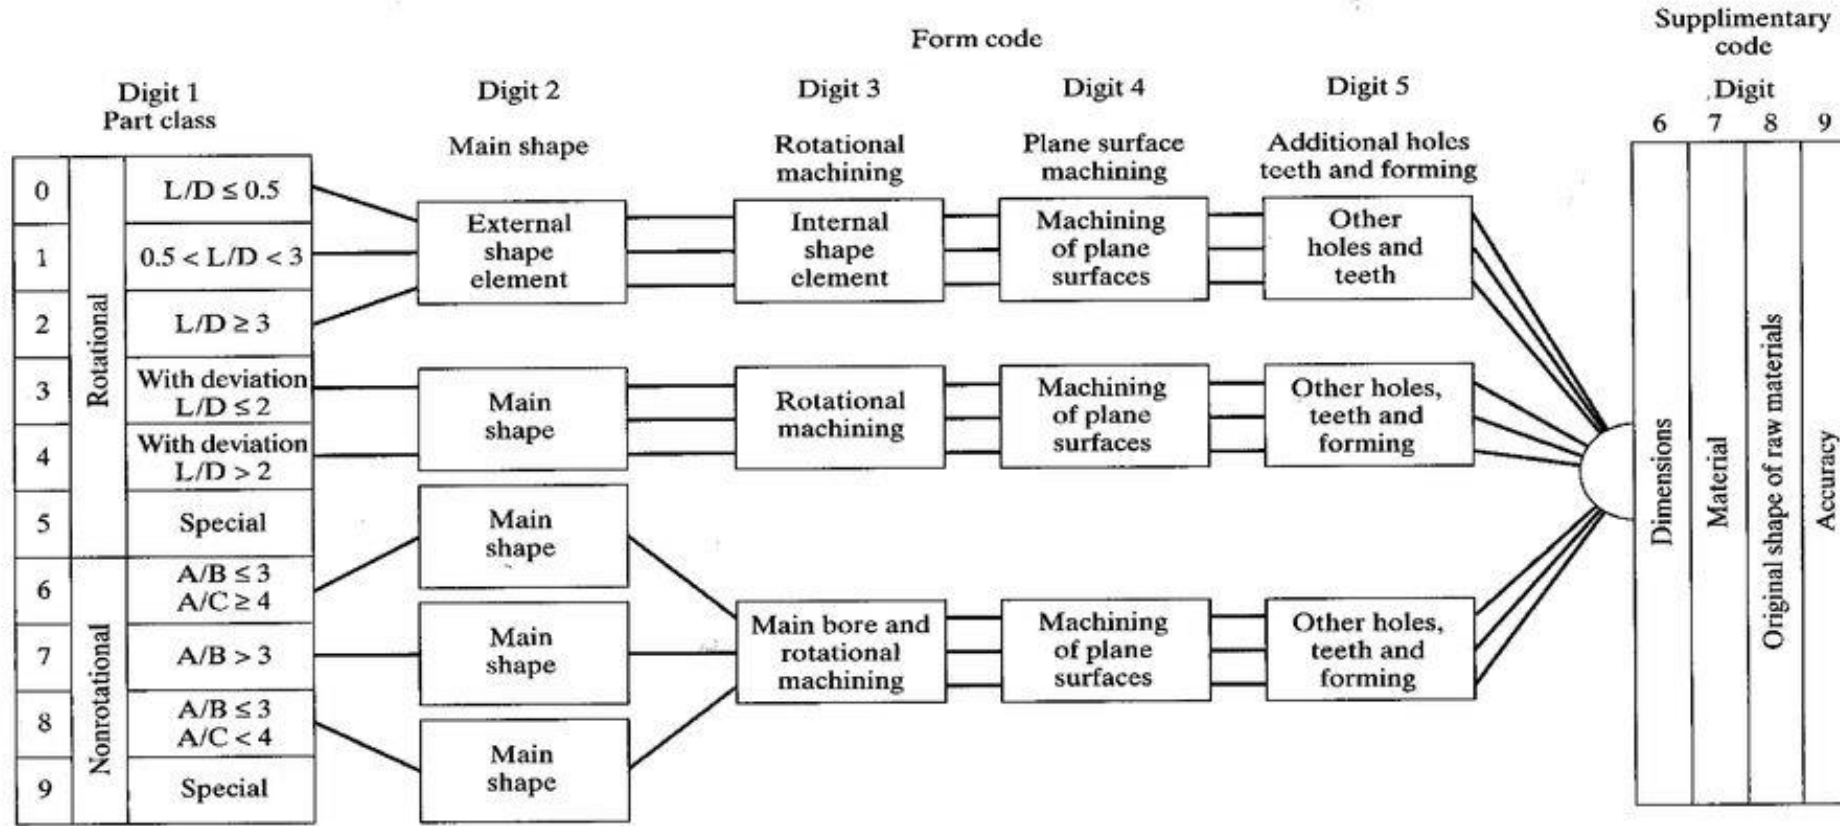 Supplimentary
code
Form code
Digit 1
Part class
Digit 2
Main shape
Digit 3
Rotational
machining
Digit 4
Plane surface
machining
Digit 5
Additional holes
teeth and forming
Digit
6 7 8 9
0
1
2
3
4
5
6
7
8
9
Rotational
Nonrotational
L/D ≤ 0.5
0.5 < L/D < 3
L/D ≥ 3
With deviation
L/D ≤ 2
With deviation
L/D > 2
Special
A/B ≤ 3
A/C ≥ 4
A/B > 3
A/B ≤ 3
A/C < 4
Special
External
shape
element
Internal
shape
element
Machining
of plane
surfaces
Other
holes and
teeth
Main
shape
Rotational
machining
Machining
of plane
surfaces
Other holes,
teeth and
forming
Main
shape
Main
shape
Main
shape
Main bore and
rotational
machining
Machining
of plane
surfaces
Other holes,
teeth and
forming
Dimensions
Material
Original shape of raw materials
Accuracy